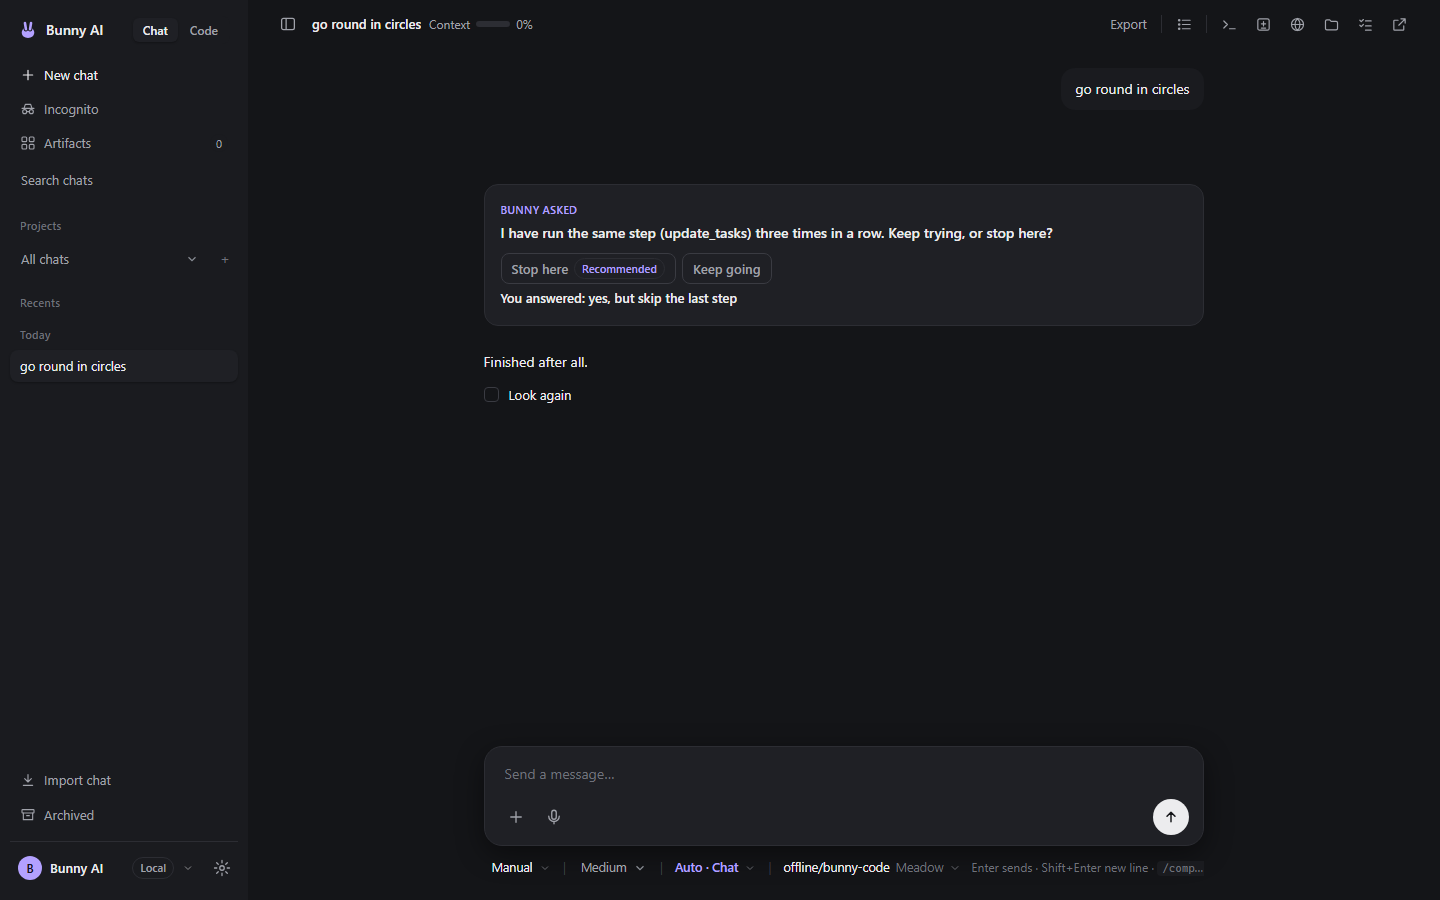 Bunny AI
Chat
Code
New chat
Incognito
Artifacts
0
Search chats
Projects
All chats
+
Recents
Today
go round in circles
Import chat
Archived
B
Bunny AI
Local
go round in circles
Context
0%
Export
go round in circles
BUNNY ASKED
I have run the same step (update_tasks) three times in a row. Keep trying, or stop here?
Stop here Recommended
Keep going
You answered: yes, but skip the last step
Finished after all.
Look again
Send a message...
Manual
Medium
Auto · Chat
offline/bunny-code Meadow
Enter sends · Shift+Enter new line · /comp...